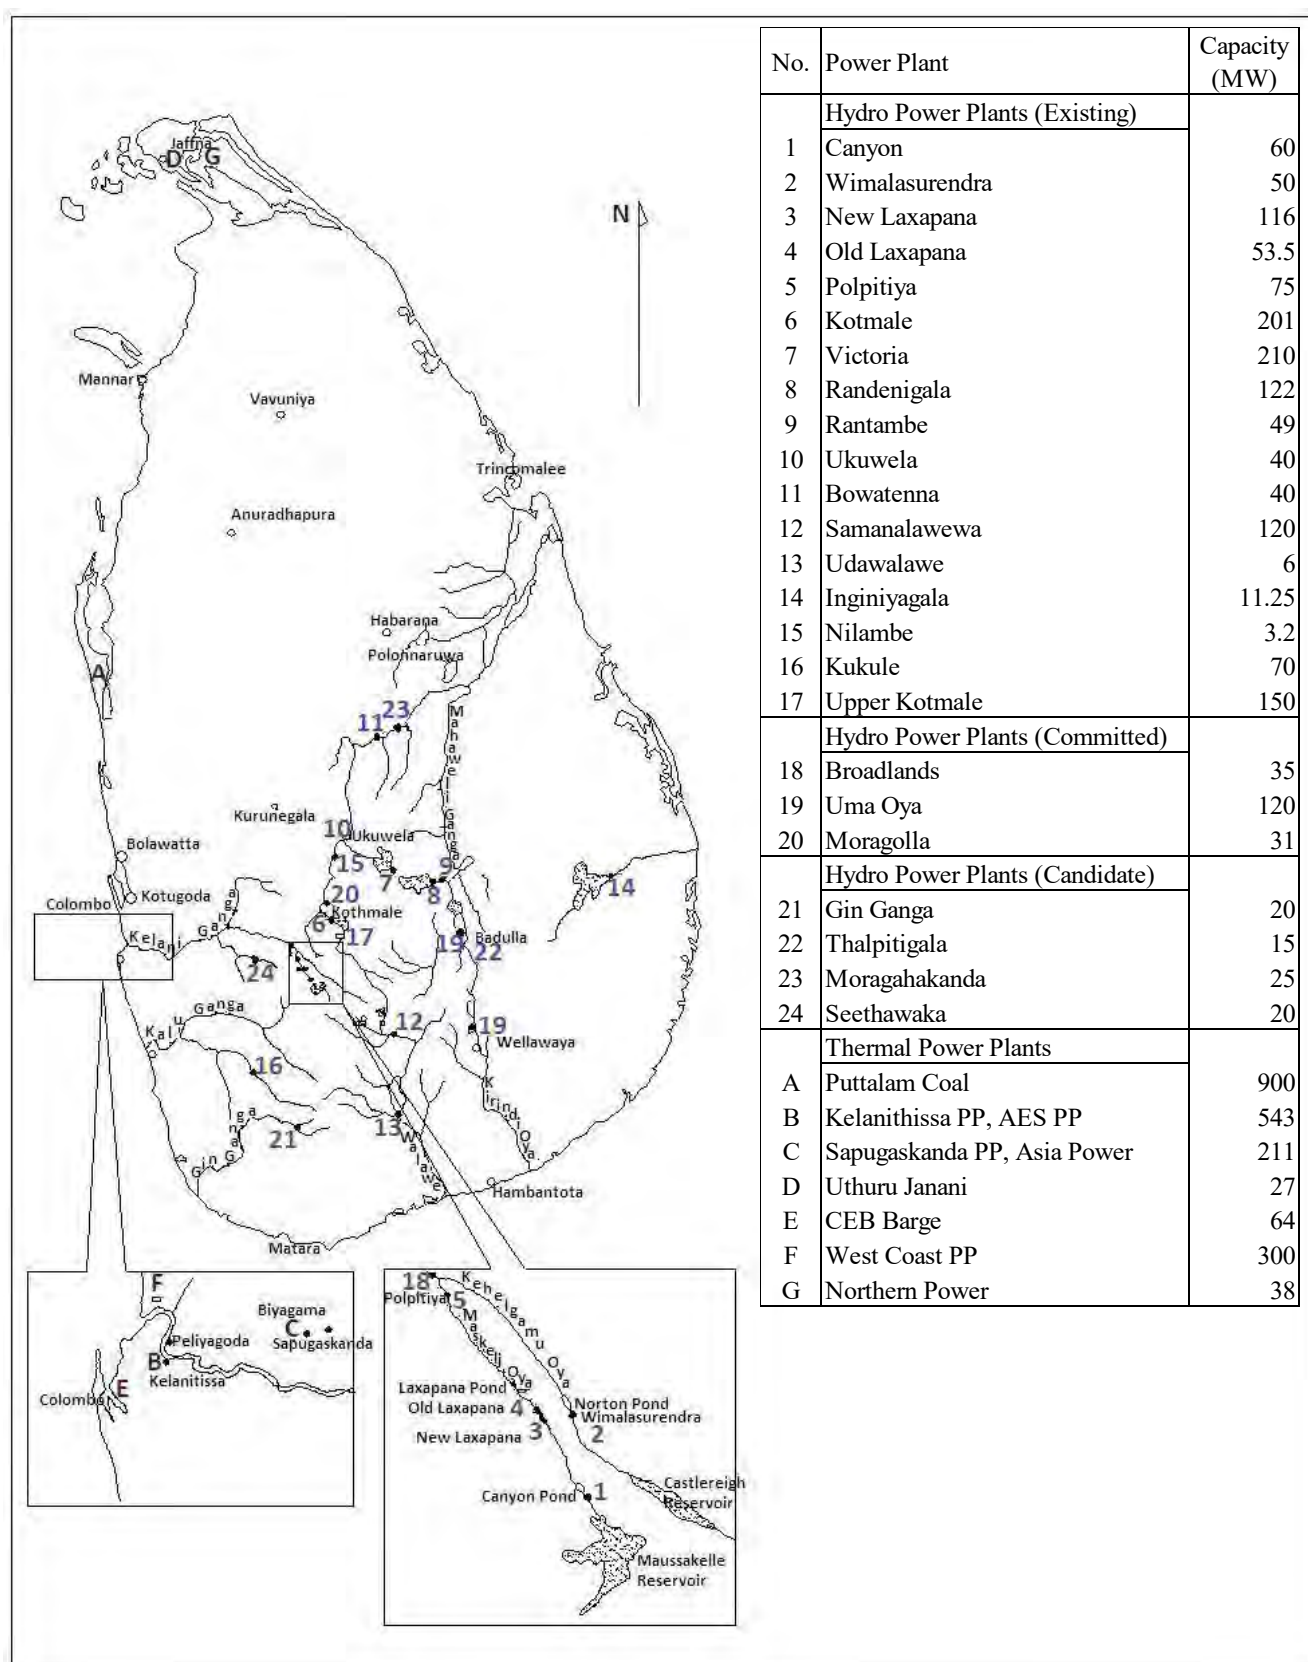 No. Power Plant Capacity (MW)
Hydro Power Plants (Existing)
1 Canyon 60
2 Wimalasurendra 50
3 New Laxapana 116
4 Old Laxapana 53.5
5 Polpitiya 75
6 Kotmale 201
7 Victoria 210
8 Randenigala 122
9 Rantambe 49
10 Ukuwela 40
11 Bowatenna 40
12 Samanalawewa 120
13 Udawalawe 6
14 Inginiyagala 11.25
15 Nilambe 3.2
16 Kukule 70
17 Upper Kotmale 150
Hydro Power Plants (Committed)
18 Broadlands 35
19 Uma Oya 120
20 Moragolla 31
Hydro Power Plants (Candidate)
21 Gin Ganga 20
22 Thalpitigala 15
23 Moragahakanda 25
24 Seethawaka 20
Thermal Power Plants
A Puttalam Coal 900
B Kelanithissa PP, AES PP 543
C Sapugaskanda PP, Asia Power 211
D Uthuru Janani 27
E CEB Barge 64
F West Coast PP 300
G Northern Power 38
Jaffna
D G
N
Mannar
Vavuniya
Trincomalee
Anuradhapura
Habarana
Polonnaruwa
A
11 23
Mahaweli Ganga
Kurunegala
10 Ukuwela
Bolawatta
15
7
8
9
14
Kotugoda
Colombo
20
Kothmale
6
17
Kelani Ganga
24
19
Badulla
22
Kalu Ganga
12
19
Wellawaya
16
Kirindi Oya
21
13
Walawe
Gin Ganga
Hambantota
Matara
F
Biyagama
C
Peliyagoda
Sapugaskanda
B
Kelanitissa
E
Colombo
18
Polpitiya
5
Kehelgamu Oya
Maskeli Oya
Laxapana Pond
Old Laxapana
4
3
New Laxapana
Norton Pond
Wimalasurendra
2
Castlereigh
Reservoir
Canyon Pond
1
Maussakelle
Reservoir